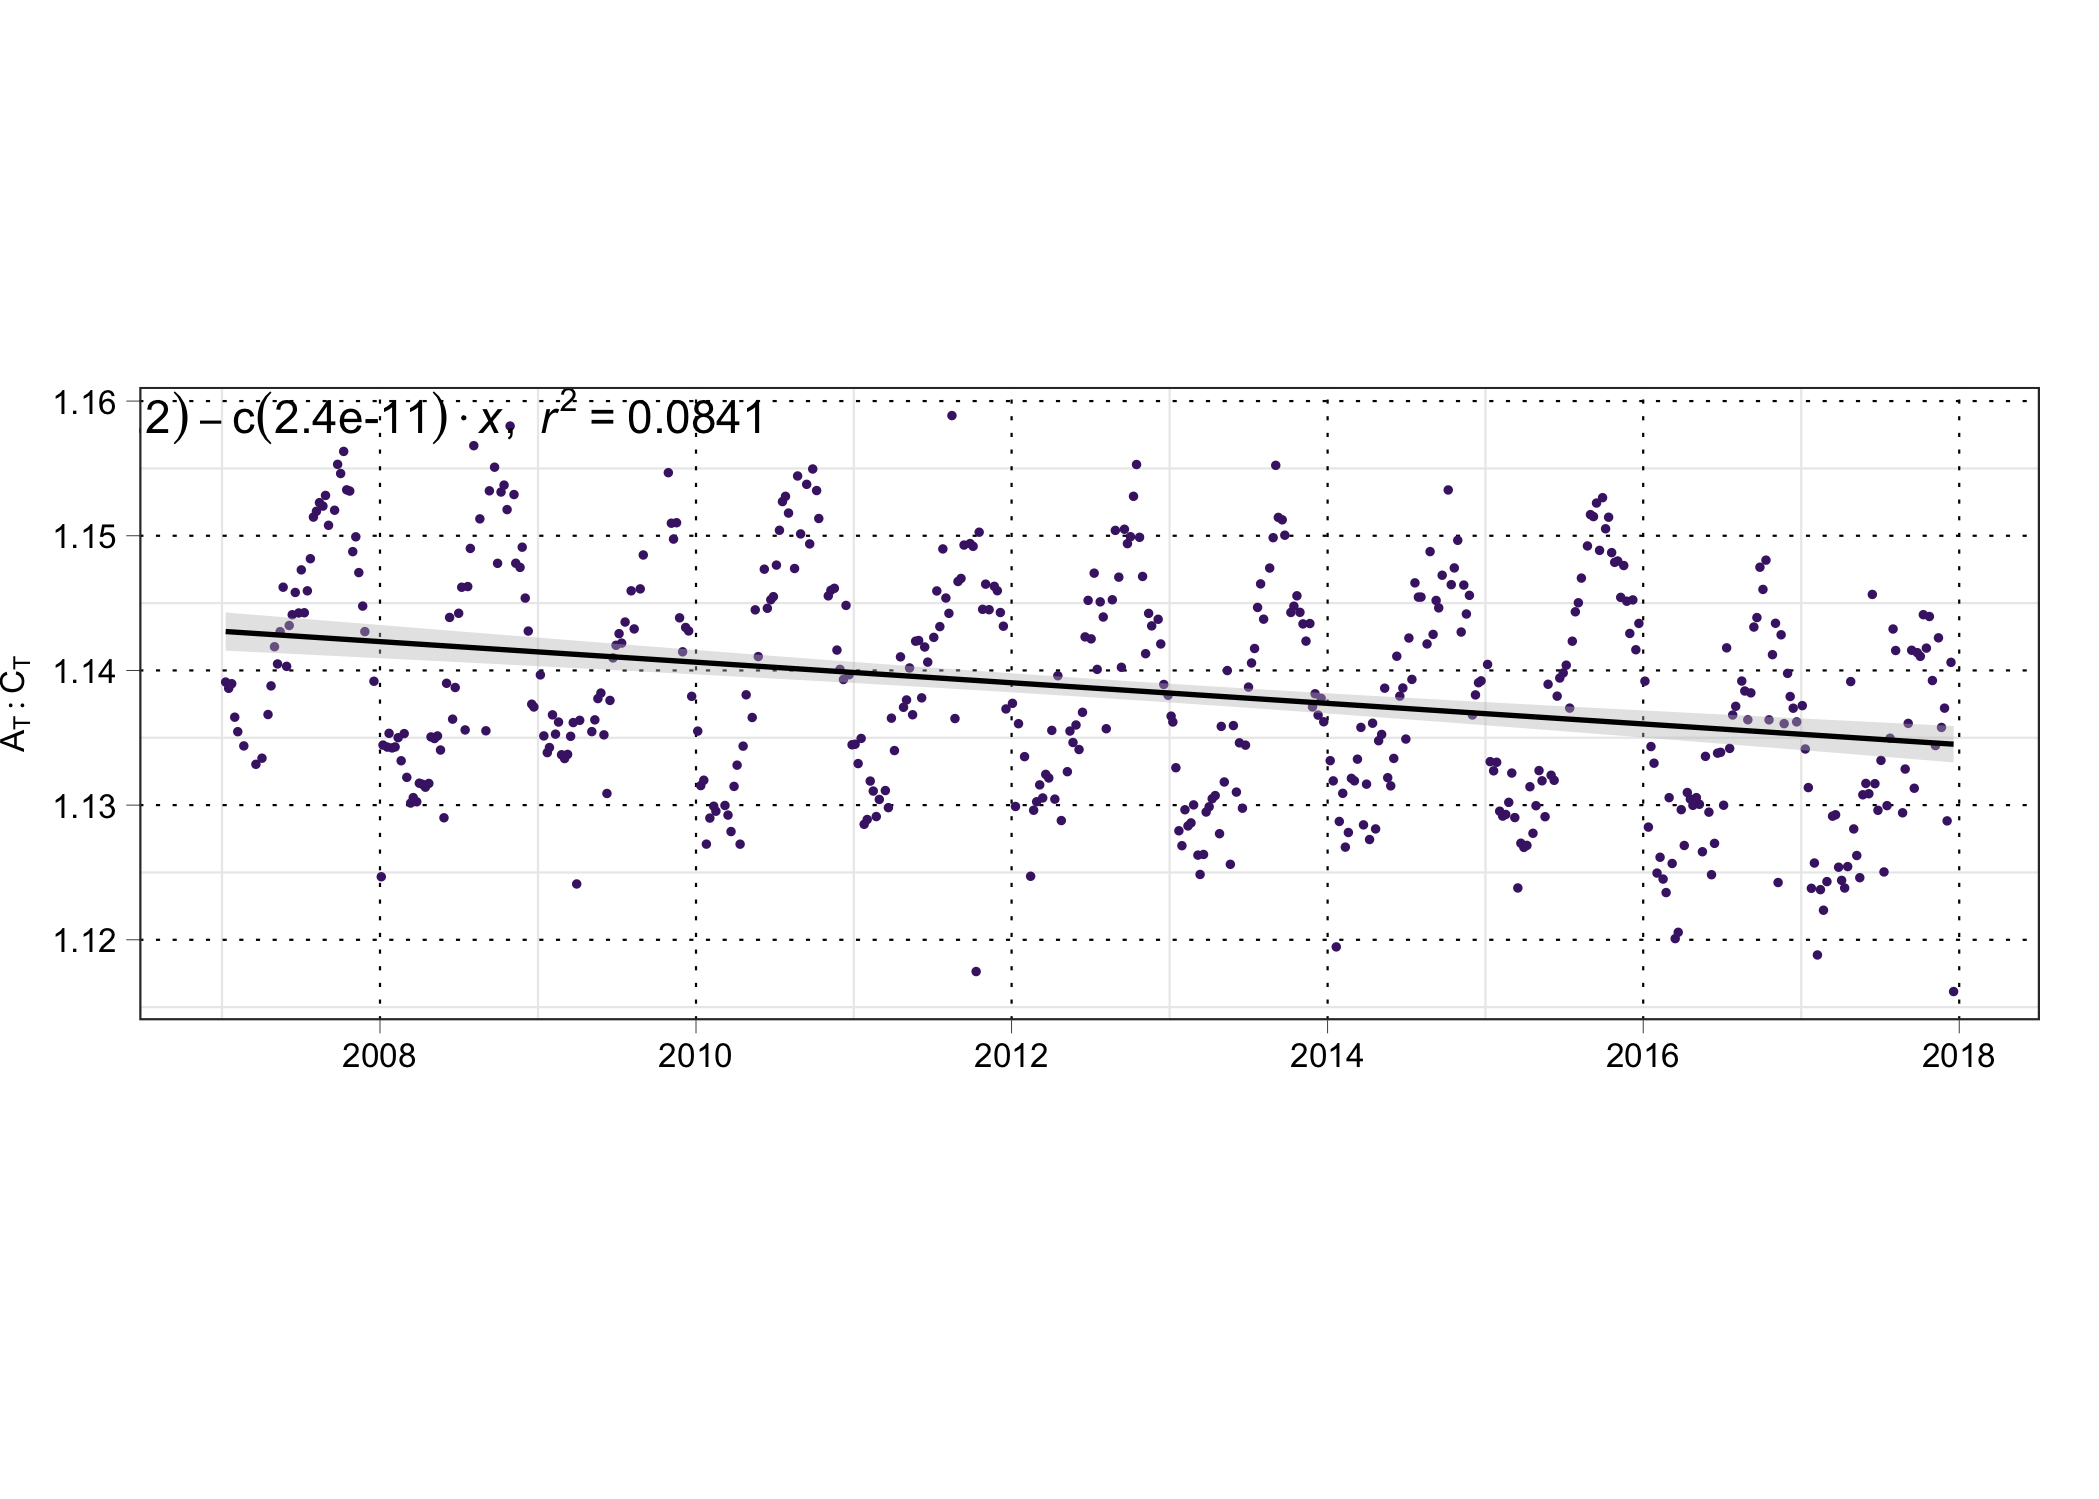 2) – c(2.4e-11) · x, r² = 0.0841
1.16
1.15
1.14
1.13
1.12
A_T : C_T
2008 2010 2012 2014 2016 2018